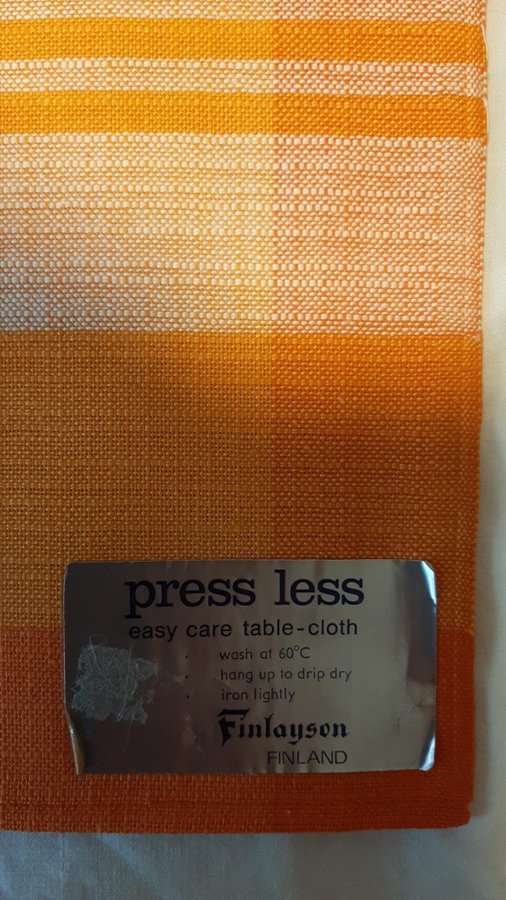 press less
easy care table-cloth
· wash at 60°C
· hang up to drip dry
· iron lightly
Finlayson
FINLAND